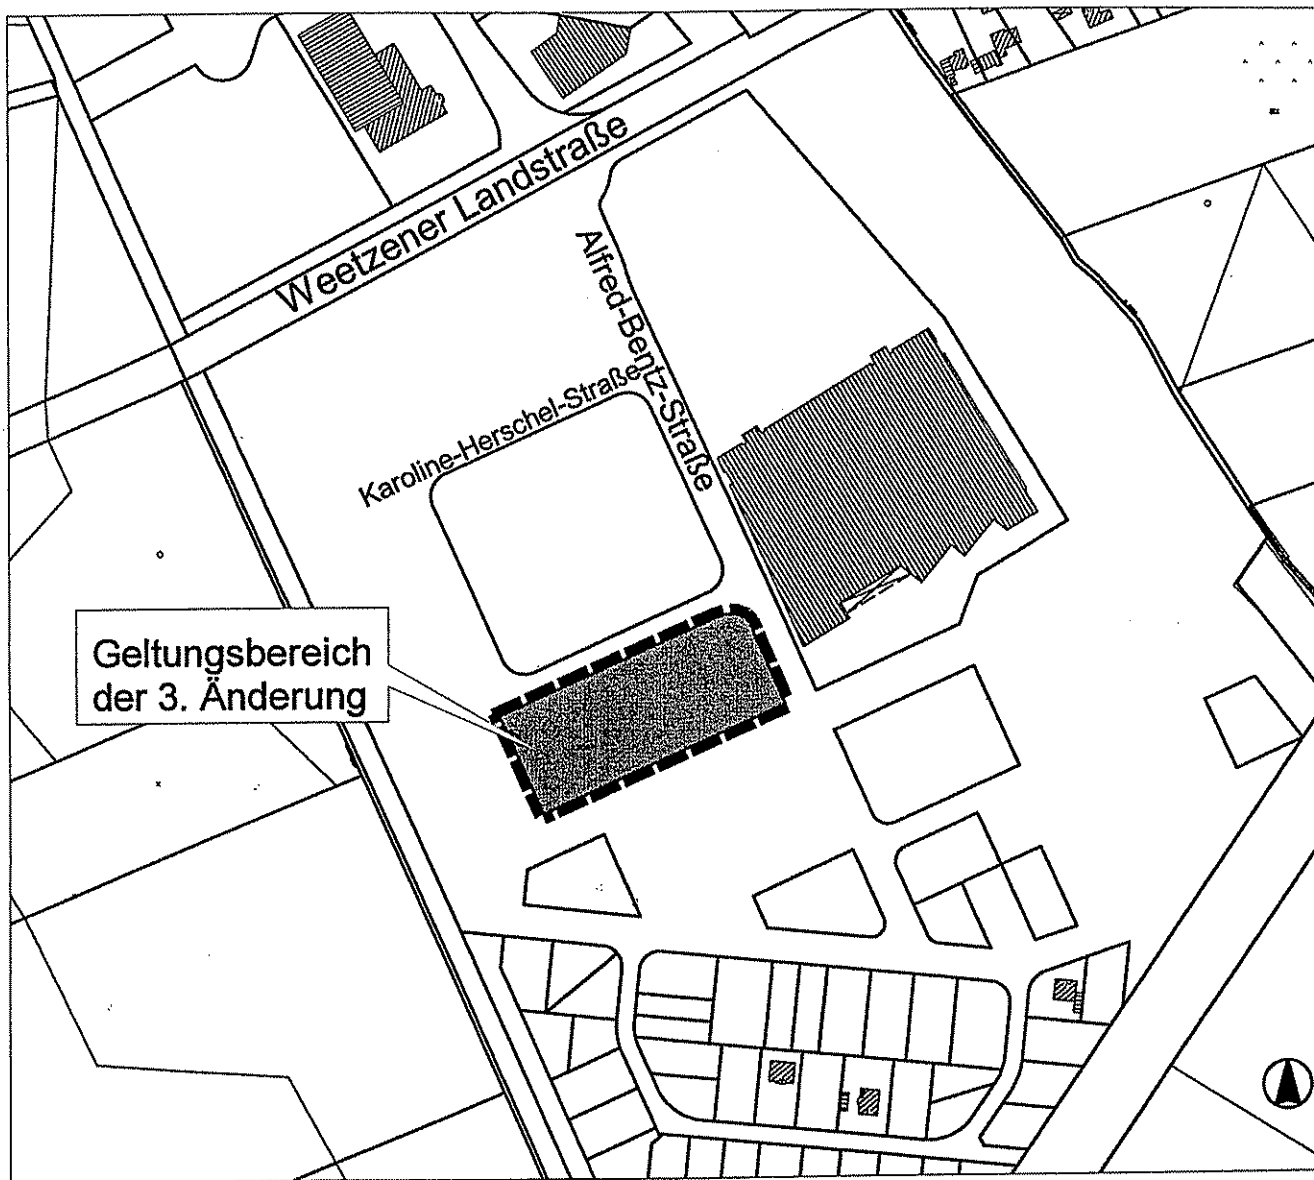 Weetzener Landstraße
Alfred-Bentz-Straße
Karoline-Herschel-Straße
Geltungsbereich
der 3. Änderung